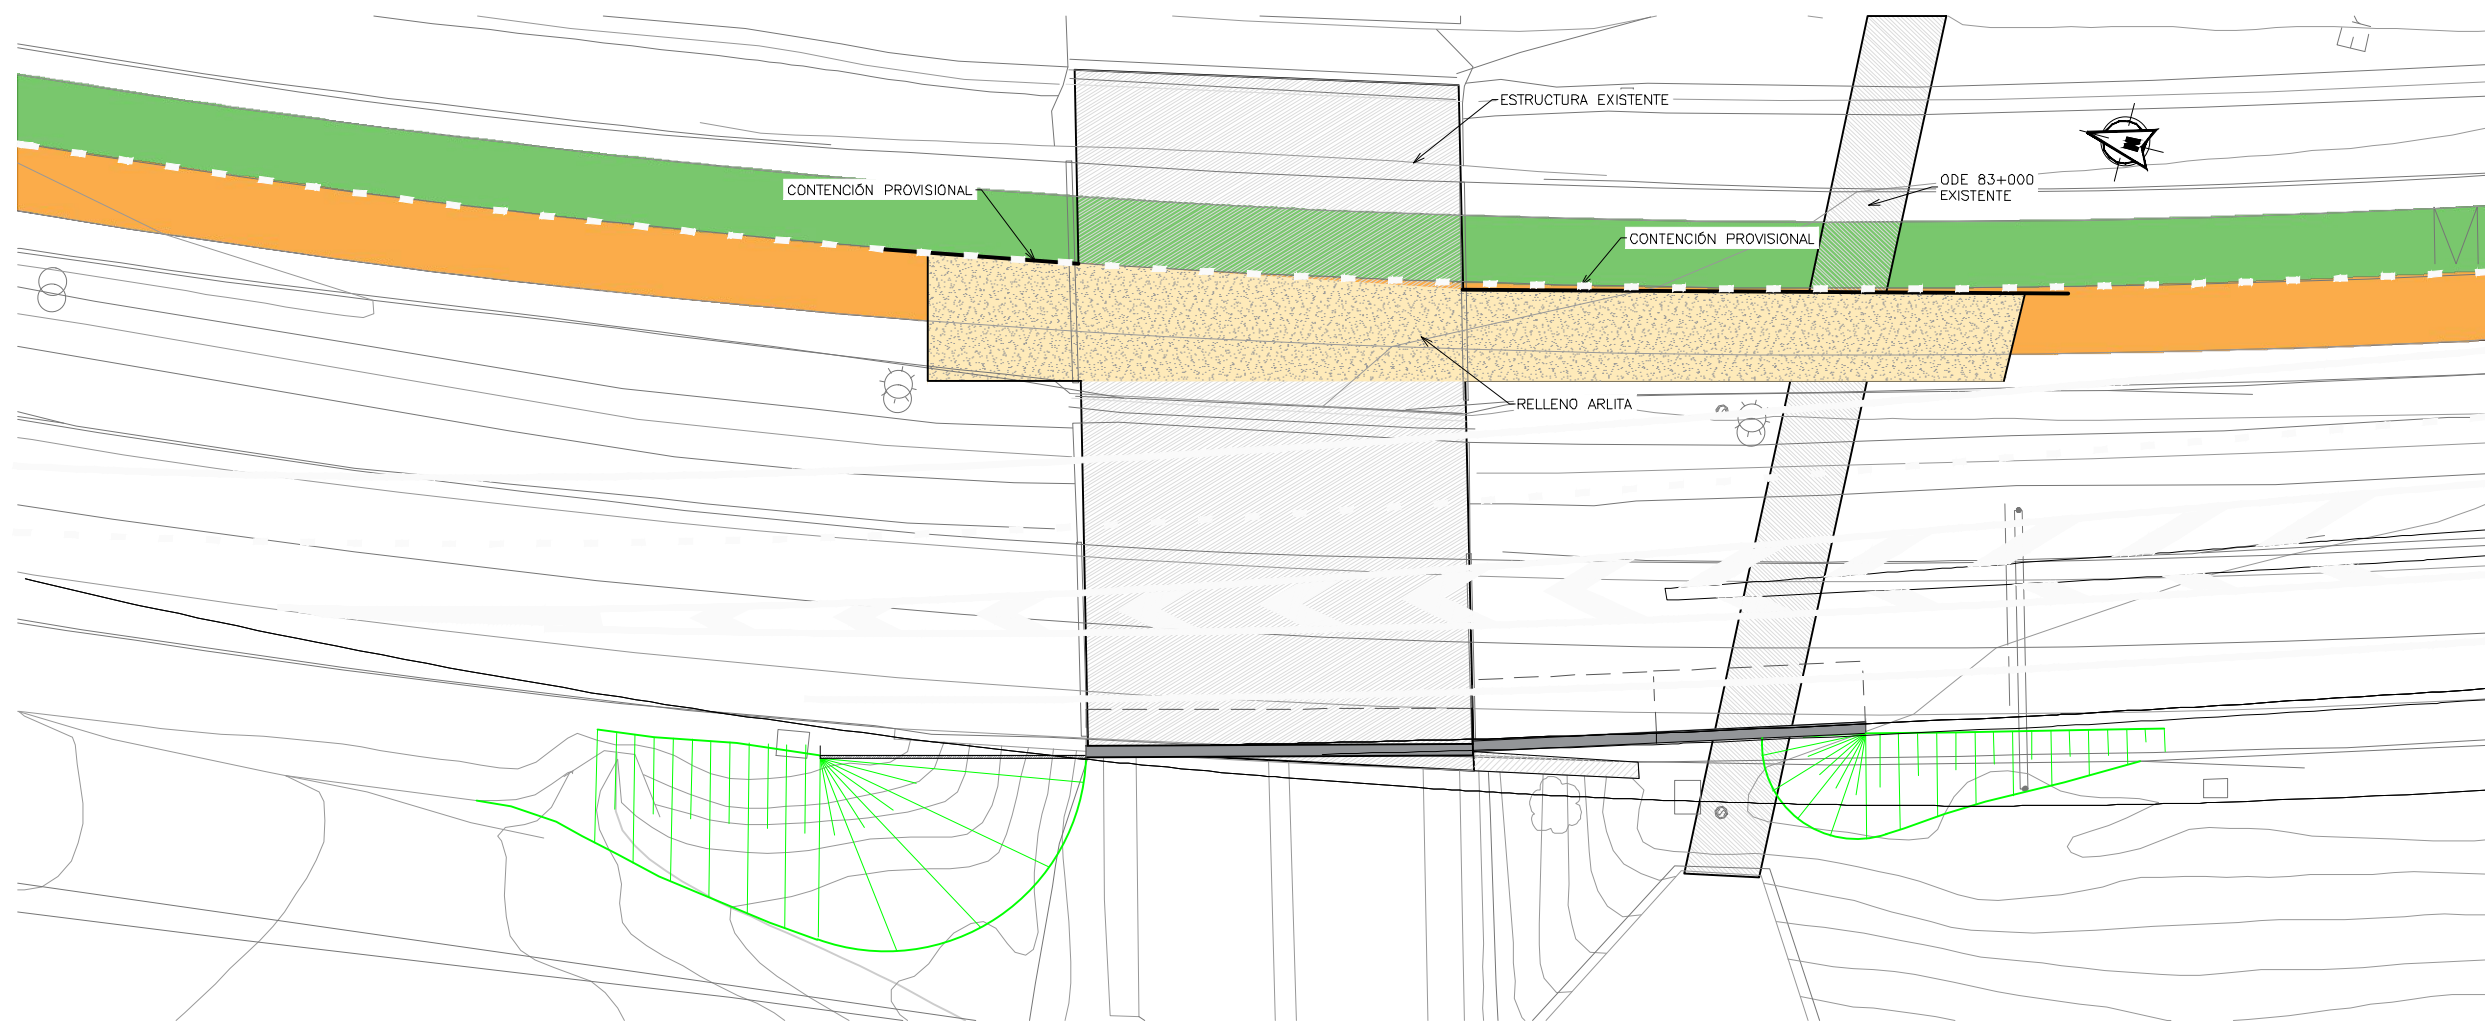 ESTRUCTURA EXISTENTE
CONTENCIÓN PROVISIONAL
ODE 83+000
EXISTENTE
CONTENCIÓN PROVISIONAL
RELLENO ARLITA